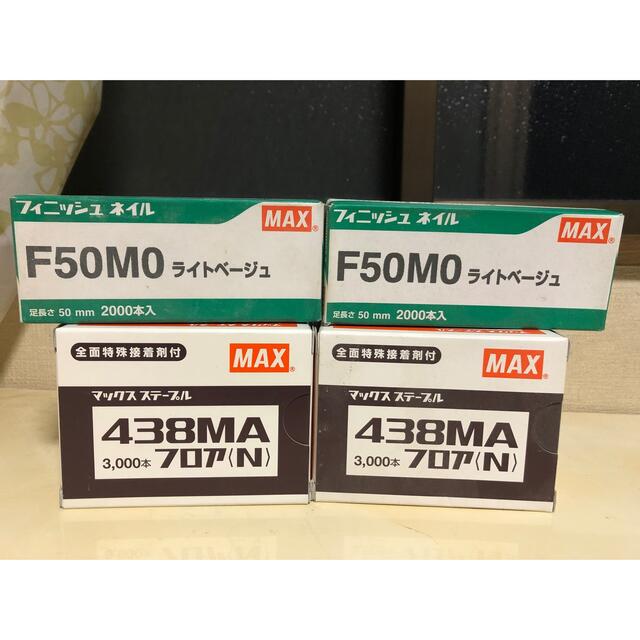 フィニッシュ ネイル
MAX®
F50M0 ライトベージュ
足長さ 50 mm 2000本入
フィニッシュ ネイル
MAX®
F50M0 ライトベージュ
足長さ 50 mm 2000本入
全面特殊接着剤付
MAX®
マックス ステープル
438MA
3,000本 フロア〈N〉
全面特殊接着剤付
MAX®
マックス ステープル
438MA
3,000本 フロア〈N〉